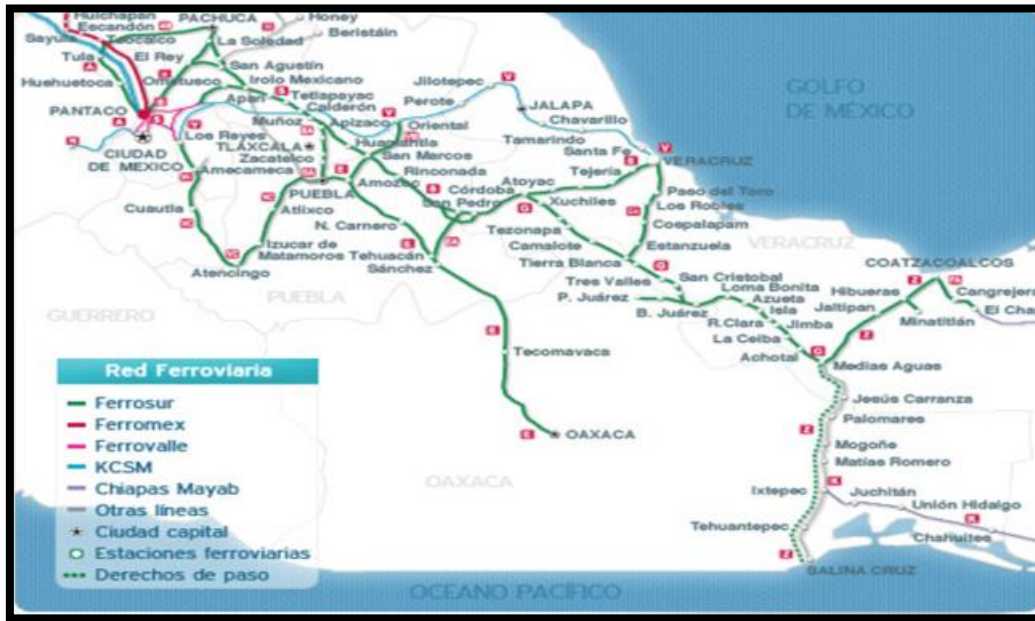 Huichapan
Escandón
PACHUCA
Honey
Beristáin
Sayula
Teocalco
La Soledad
Tula
El Rey
San Agustín
Huehuetoca
Ometusco
Irolo Mexicano
Tetlapayac
Jilotepec
V
GOLFO
DE MÉXICO
PANTACO
Apan
Calderón
Perote
JALAPA
Muñoz
Apizaco
Oriental
Chavarillo
Los Reyes
TLAXCALA
Huamantla
Tamarindo
CIUDAD
DE MEXICO
Zacatelco
San Marcos
Santa Fe
VERACRUZ
Amecameca
Rinconada
Tejería
PUEBLA
Amozoc
Córdoba
Atoyac
Paso del Toro
Cuautla
Atlixco
San Pedro
Xuchiles
Los Robles
N. Carnero
Tezonapa
Coepalapam
Izucar de
Matamoros
Tehuacán
Camalote
Estanzuela
VERACRUZ
Atencingo
Sánchez
Tierra Blanca
COATZACOALCOS
Tres Valles
San Cristobal
PUEBLA
P. Juárez
Loma Bonita
Hibueras
Cangrejera
GUERRERO
B. Juárez
Azueta
Isla
Jaltipan
El Cha
R.Clara
Jimba
Minatitlán
La Ceiba
Tecomavaca
Achotal
Medias Aguas
Red Ferroviaria
Ferrosur
Ferromex
Ferrovalle
KCSM
Chiapas Mayab
Otras líneas
Ciudad capital
Estaciones ferroviarias
Derechos de paso
Jesús Carranza
Palomares
E
OAXACA
Z
Mogoñe
Matías Romero
OAXACA
Ixtepec
K
Juchitán
Unión Hidalgo
Tehuantepec
K
Chahuites
Z
SALINA CRUZ
OCEANO PACÍFICO